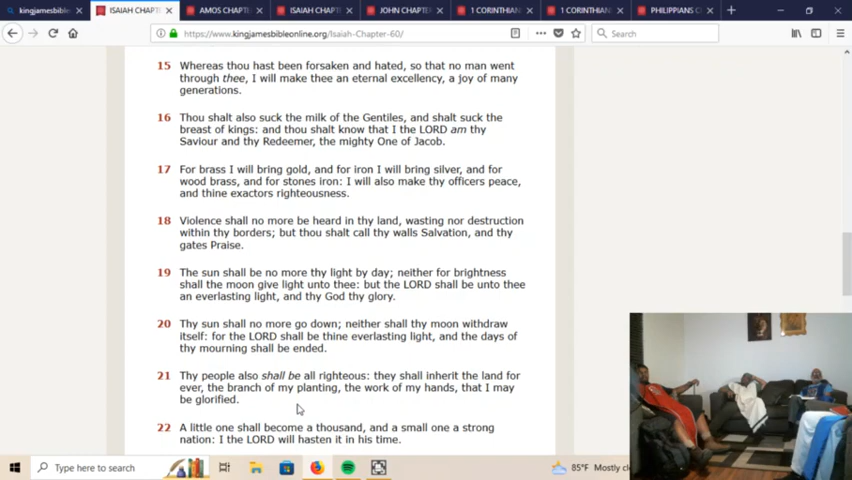 kingjamesbible
ISAIAH CHAPT
AMOS CHAPT
ISAIAH CHAPT
JOHN CHAPTE
1 CORINTHIAN
1 CORINTHIAN
PHILIPPIANS C
https://www.kingjamesbibleonline.org/Isaiah-Chapter-60/
Search
15 Whereas thou hast been forsaken and hated, so that no man went
through thee, I will make thee an eternal excellency, a joy of many
generations.
16 Thou shalt also suck the milk of the Gentiles, and shalt suck the
breast of kings: and thou shalt know that I the LORD am thy
Saviour and thy Redeemer, the mighty One of Jacob.
17 For brass I will bring gold, and for iron I will bring silver, and for
wood brass, and for stones iron: I will also make thy officers peace,
and thine exactors righteousness.
18 Violence shall no more be heard in thy land, wasting nor destruction
within thy borders; but thou shalt call thy walls Salvation, and thy
gates Praise.
19 The sun shall be no more thy light by day; neither for brightness
shall the moon give light unto thee: but the LORD shall be unto thee
an everlasting light, and thy God thy glory.
20 Thy sun shall no more go down; neither shall thy moon withdraw
itself: for the LORD shall be thine everlasting light, and the days of
thy mourning shall be ended.
21 Thy people also shall be all righteous: they shall inherit the land for
ever, the branch of my planting, the work of my hands, that I may
be glorified.
22 A little one shall become a thousand, and a small one a strong
nation: I the LORD will hasten it in his time.
Type here to search
85°F Mostly cl